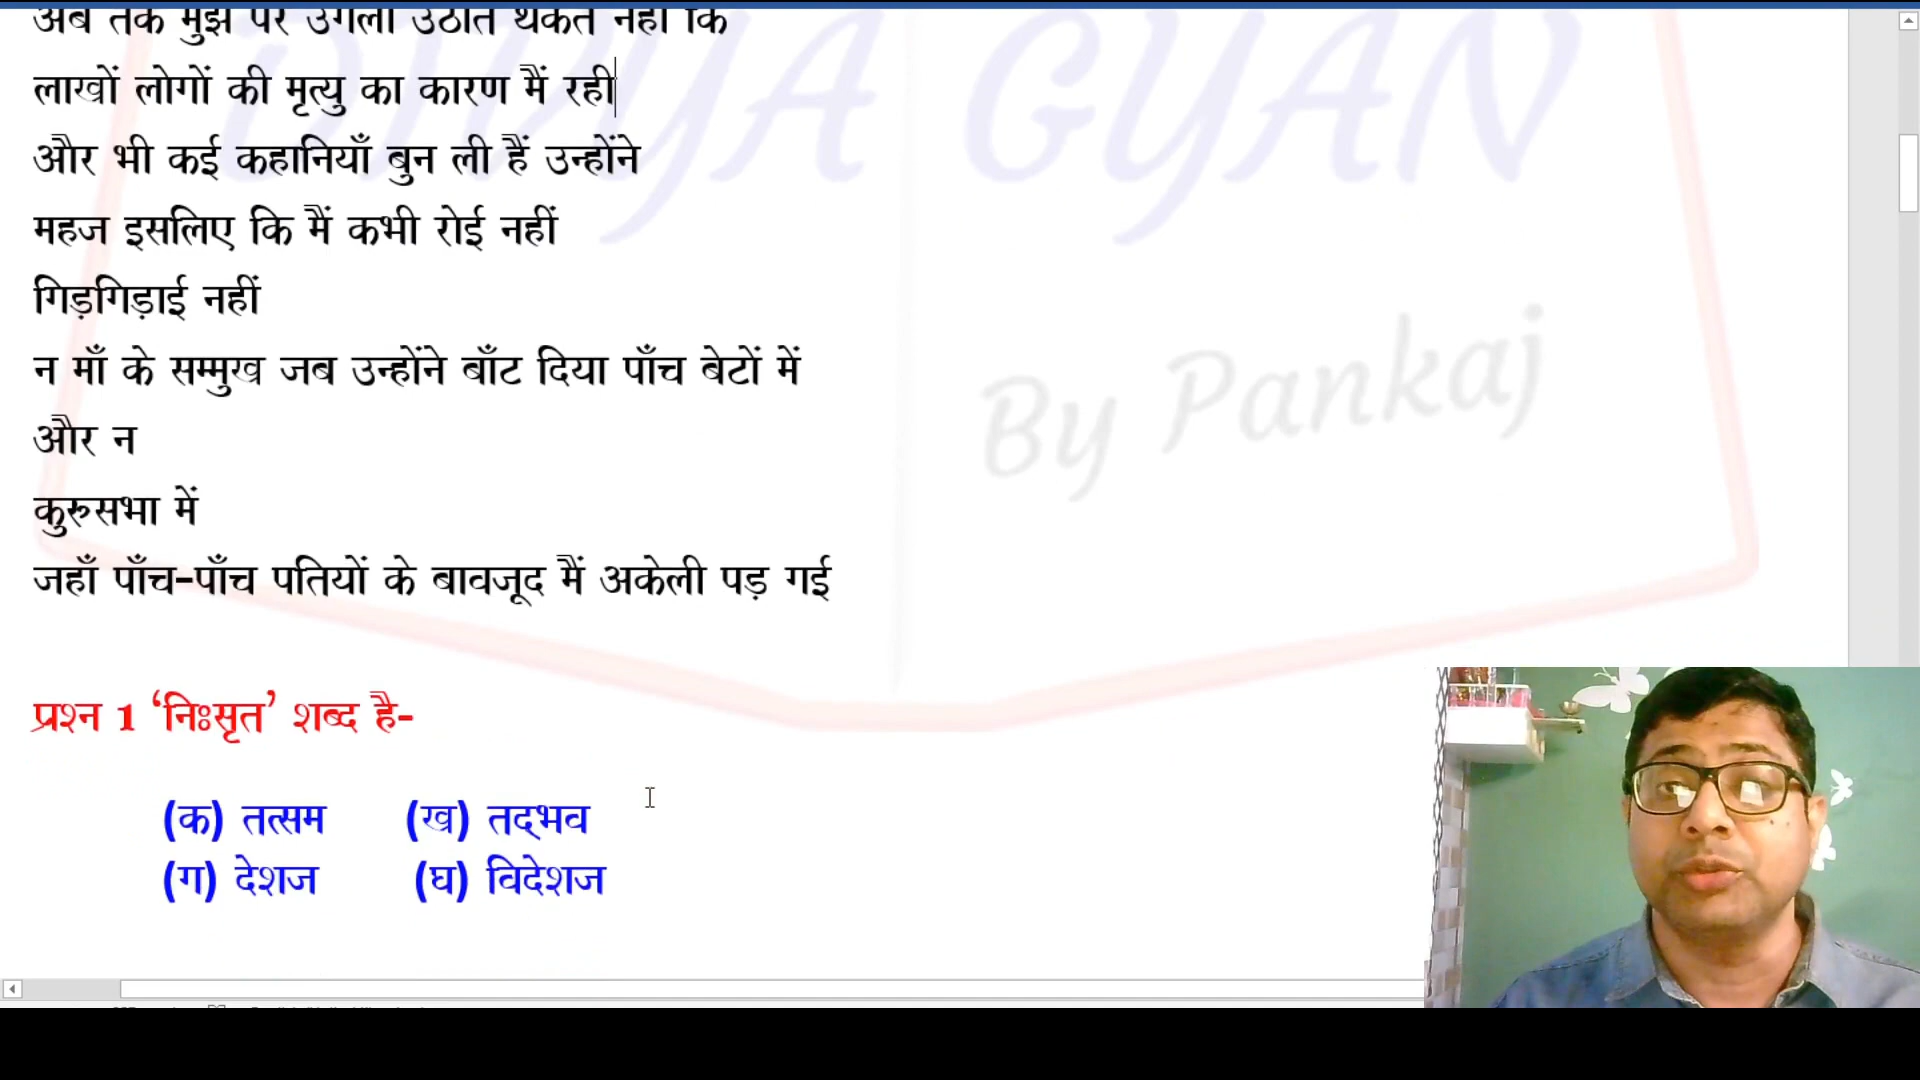 अब तक मुझ पर उंगली उठाते थकते नहीं कि
लाखों लोगों की मृत्यु का कारण मैं रही
और भी कई कहानियाँ बुन ली हैं उन्होंने
महज इसलिए कि मैं कभी रोई नहीं
गिड़गिड़ाई नहीं
न माँ के सम्मुख जब उन्होंने बाँट दिया पाँच बेटों में
और न
कुरुसभा में
जहाँ पाँच-पाँच पतियों के बावजूद मैं अकेली पड़ गई
DIVYA GYAN
By Pankaj
प्रश्न 1 ‘निःसृत’ शब्द है-
(क) तत्सम (ख) तद्भव
(ग) देशज (घ) विदेशज